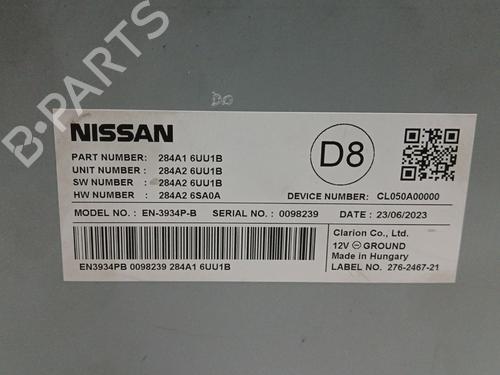 B-PARTS
DO
NISSAN
D8
PART NUMBER: 284A1 6UU1B
UNIT NUMBER: 284A2 6UU1B
SW NUMBER : 284A2 6UU1B
HW NUMBER : 284A2 6SA0A
DEVICE NUMBER: CL050A00000
MODEL NO. : EN-3934P-B SERIAL NO. : 0098239 DATE : 23/06/2023
EN3934PB 0098239 284A1 6UU1B
Clarion Co., Ltd.
12V ⊖ GROUND
Made in Hungary
LABEL NO. 276-2467-21